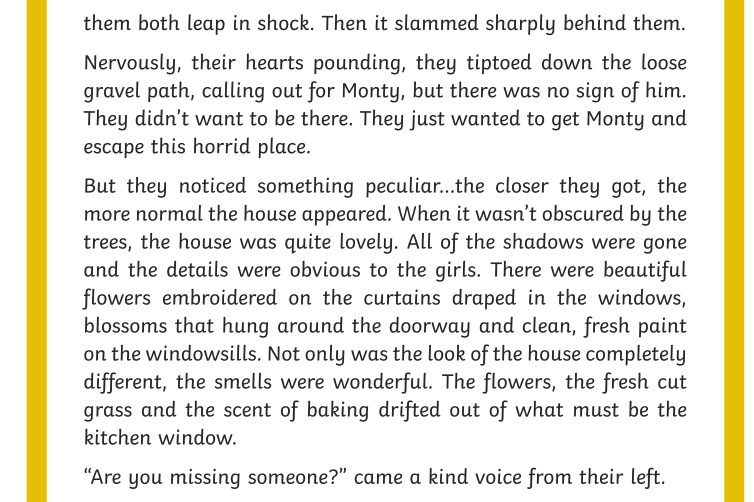 them both leap in shock. Then it slammed sharply behind them.
Nervously, their hearts pounding, they tiptoed down the loose
gravel path, calling out for Monty, but there was no sign of him.
They didn’t want to be there. They just wanted to get Monty and
escape this horrid place.
But they noticed something peculiar...the closer they got, the
more normal the house appeared. When it wasn’t obscured by the
trees, the house was quite lovely. All of the shadows were gone
and the details were obvious to the girls. There were beautiful
flowers embroidered on the curtains draped in the windows,
blossoms that hung around the doorway and clean, fresh paint
on the windowsills. Not only was the look of the house completely
different, the smells were wonderful. The flowers, the fresh cut
grass and the scent of baking drifted out of what must be the
kitchen window.
“Are you missing someone?” came a kind voice from their left.